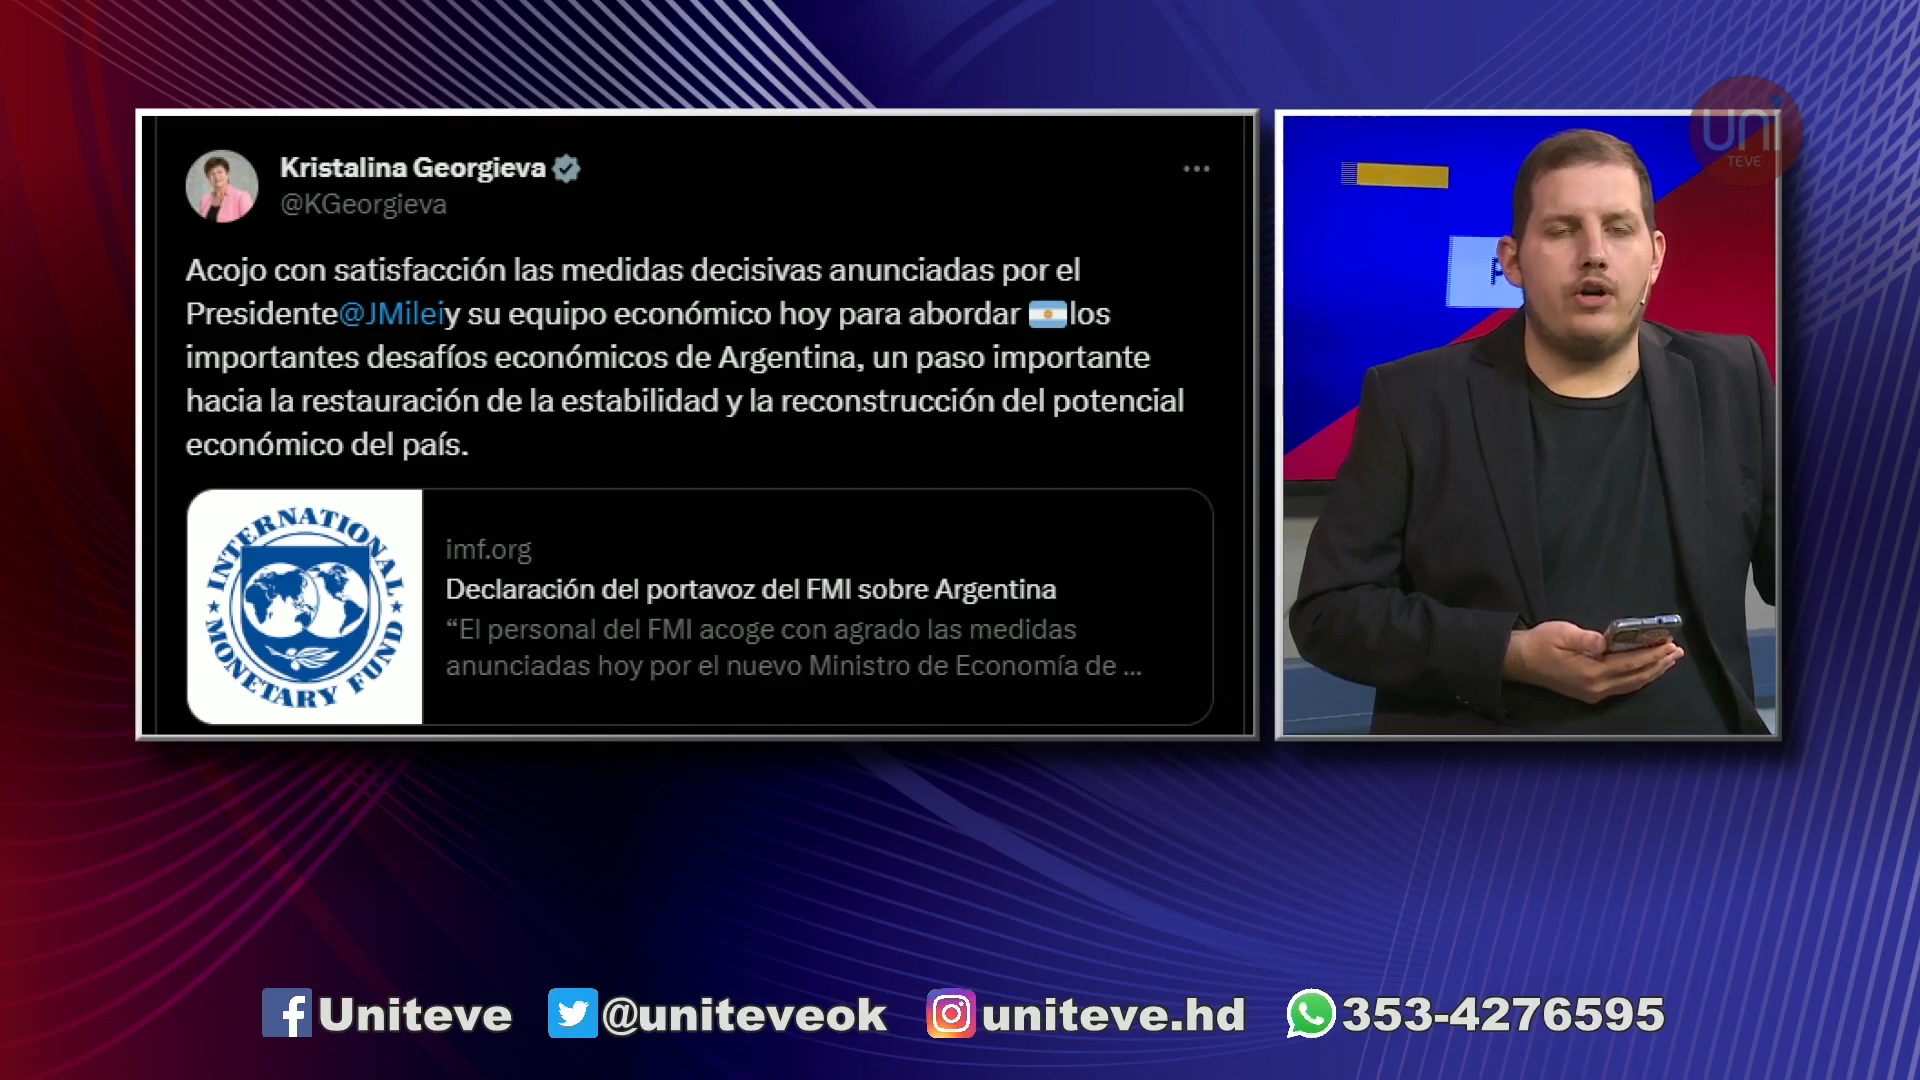 Kristalina Georgieva
@KGeorgieva
Acojo con satisfacción las medidas decisivas anunciadas por el
Presidente@JMileiy su equipo económico hoy para abordar 🇦🇷los
importantes desafíos económicos de Argentina, un paso importante
hacia la restauración de la estabilidad y la reconstrucción del potencial
económico del país.
INTERNATIONAL
MONETARY FUND
imf.org
Declaración del portavoz del FMI sobre Argentina
“El personal del FMI acoge con agrado las medidas
anunciadas hoy por el nuevo Ministro de Economía de ...
uni
TEVE
Uniteve
@uniteveok
uniteve.hd
353-4276595